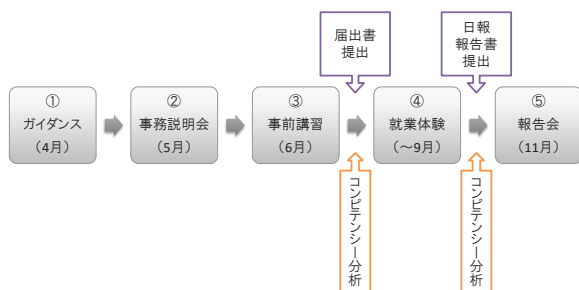 届出書
提出
日報
報告書
提出
①
ガイダンス
（4月）
②
事務説明会
（5月）
③
事前講習
（6月）
④
就業体験
（～9月）
⑤
報告会
（11月）
コンピテンシー分析
コンピテンシー分析